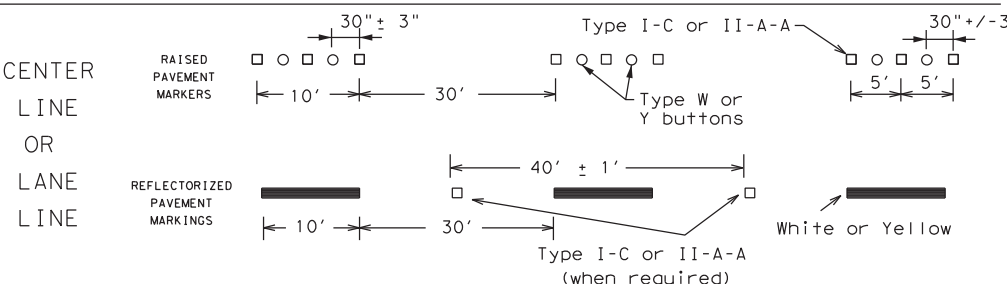 30"± 3"
Type I-C or II-A-A
30"+/-3
CENTER
LINE
OR
LANE
LINE
RAISED
PAVEMENT
MARKERS
10'
30'
5'
5'
Type W or
Y buttons
40' ± 1'
REFLECTORIZED
PAVEMENT
MARKINGS
10'
30'
White or Yellow
Type I-C or II-A-A
(when required)